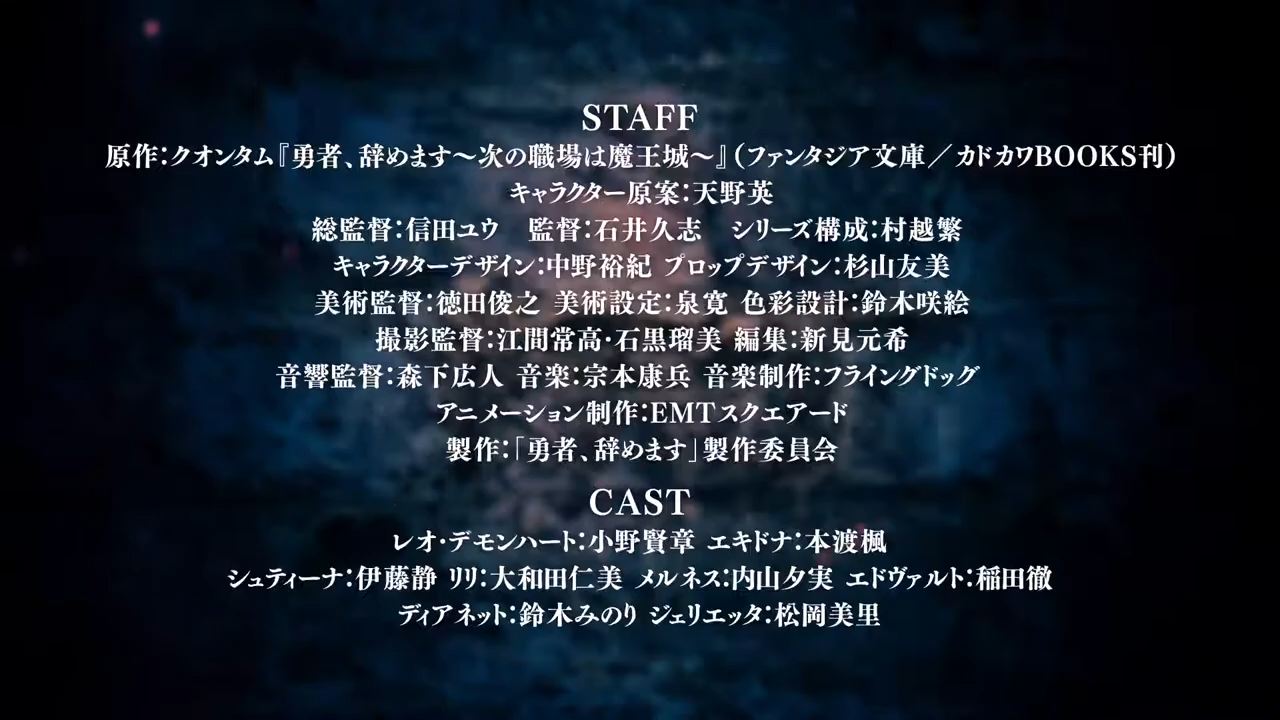 STAFF
原作：クオンタム『勇者、辞めます〜次の職場は魔王城〜』（ファンタジア文庫／カドカワBOOKS刊）
キャラクター原案：天野英
総監督：信田ユウ　監督：石井久志　シリーズ構成：村越繁
キャラクターデザイン：中野裕紀 プロップデザイン：杉山友美
美術監督：徳田俊之 美術設定：泉寛 色彩設計：鈴木咲絵
撮影監督：江間常高・石黒瑠美 編集：新見元希
音響監督：森下広人 音楽：宗本康兵 音楽制作：フライングドッグ
アニメーション制作：EMTスクエアード
製作：「勇者、辞めます」製作委員会
CAST
レオ・デモンハート：小野賢章 エキドナ：本渡楓
シュティーナ：伊藤静 リリ：大和田仁美 メルネス：内山夕実 エドヴァルト：稲田徹
ディアネット：鈴木みのり ジェリエッタ：松岡美里